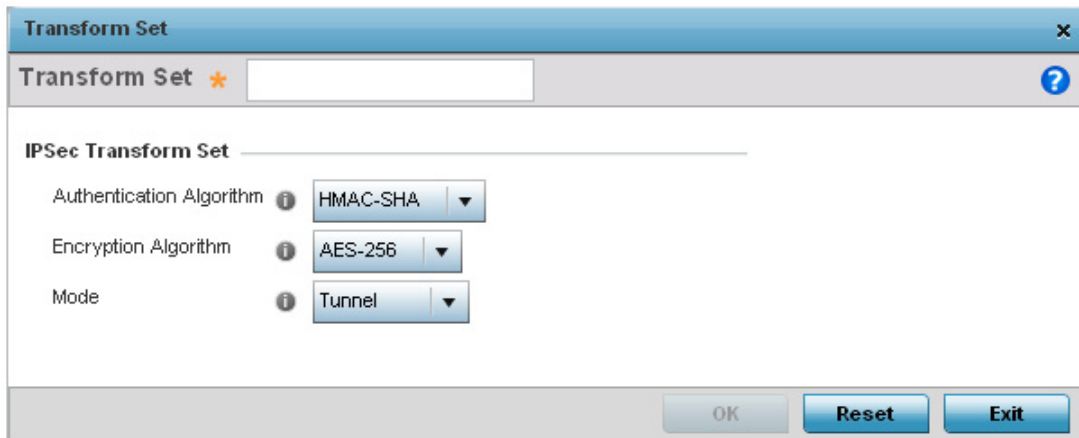 Transform Set
Transform Set *
IPSec Transform Set
Authentication Algorithm HMAC-SHA
Encryption Algorithm AES-256
Mode Tunnel
OK Reset Exit